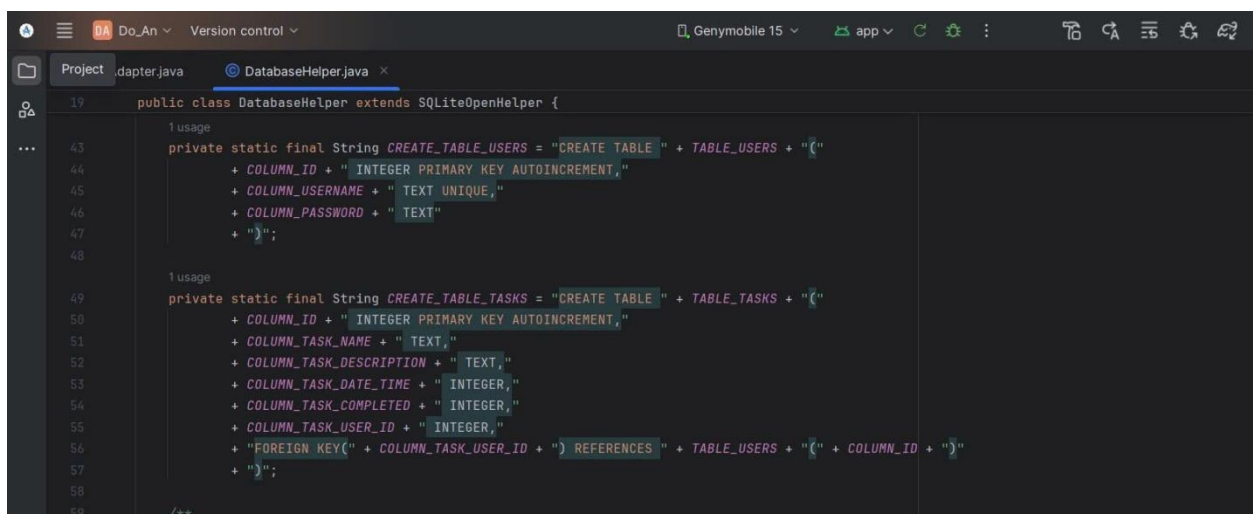 DA Do_An Version control Genymobile 15 app
Project dapter.java DatabaseHelper.java
19 public class DatabaseHelper extends SQLiteOpenHelper {
1 usage
43 private static final String CREATE_TABLE_USERS = "CREATE TABLE " + TABLE_USERS + "("
44 + COLUMN_ID + " INTEGER PRIMARY KEY AUTOINCREMENT,"
45 + COLUMN_USERNAME + " TEXT UNIQUE,"
46 + COLUMN_PASSWORD + " TEXT"
47 + ")";
48
1 usage
49 private static final String CREATE_TABLE_TASKS = "CREATE TABLE " + TABLE_TASKS + "("
50 + COLUMN_ID + " INTEGER PRIMARY KEY AUTOINCREMENT,"
51 + COLUMN_TASK_NAME + " TEXT,"
52 + COLUMN_TASK_DESCRIPTION + " TEXT,"
53 + COLUMN_TASK_DATE_TIME + " INTEGER,"
54 + COLUMN_TASK_COMPLETED + " INTEGER,"
55 + COLUMN_TASK_USER_ID + " INTEGER,"
56 + "FOREIGN KEY(" + COLUMN_TASK_USER_ID + ") REFERENCES " + TABLE_USERS + "(" + COLUMN_ID + ")"
57 + ")";
58
59 /**